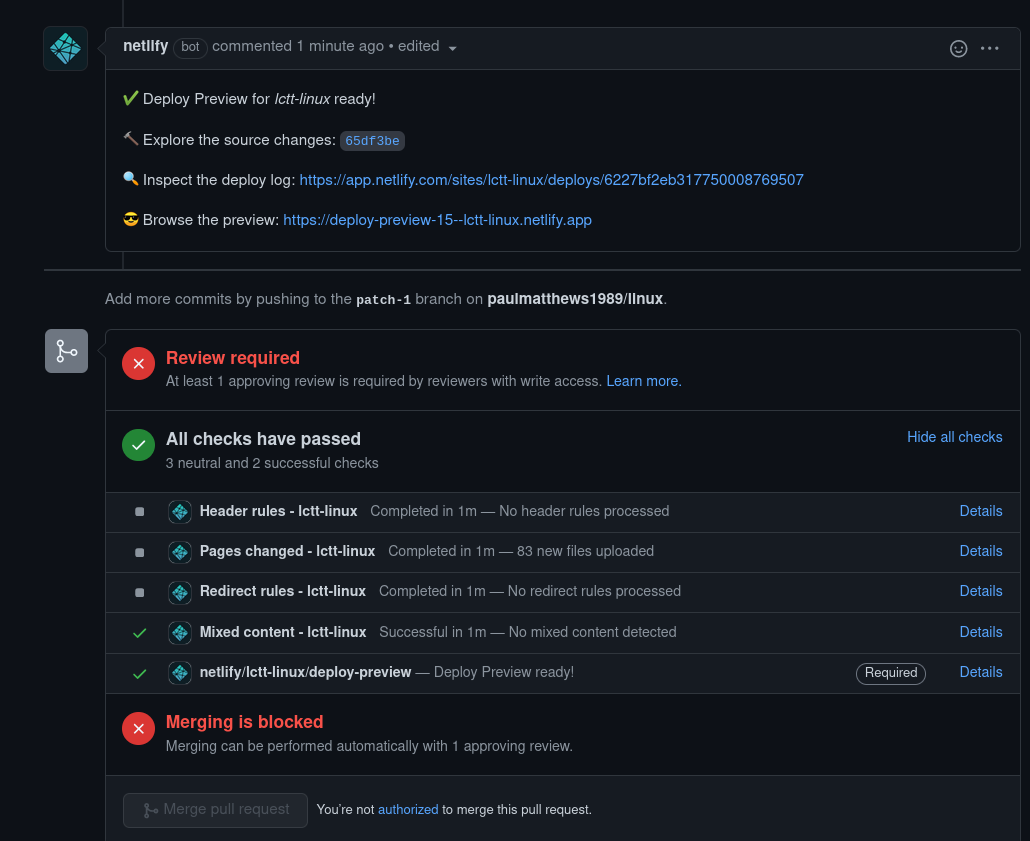 netlify bot commented 1 minute ago • edited
✔️ Deploy Preview for lctt-linux ready!
🔨 Explore the source changes: 65df3be
🔍 Inspect the deploy log: https://app.netlify.com/sites/lctt-linux/deploys/6227bf2eb317750008769507
😎 Browse the preview: https://deploy-preview-15--lctt-linux.netlify.app
Add more commits by pushing to the patch-1 branch on paulmatthews1989/linux.
Review required
At least 1 approving review is required by reviewers with write access. Learn more.
All checks have passed Hide all checks
3 neutral and 2 successful checks
Header rules - lctt-linux Completed in 1m — No header rules processed Details
Pages changed - lctt-linux Completed in 1m — 83 new files uploaded Details
Redirect rules - lctt-linux Completed in 1m — No redirect rules processed Details
Mixed content - lctt-linux Successful in 1m — No mixed content detected Details
netlify/lctt-linux/deploy-preview — Deploy Preview ready! Required Details
Merging is blocked
Merging can be performed automatically with 1 approving review.
Merge pull request You're not authorized to merge this pull request.